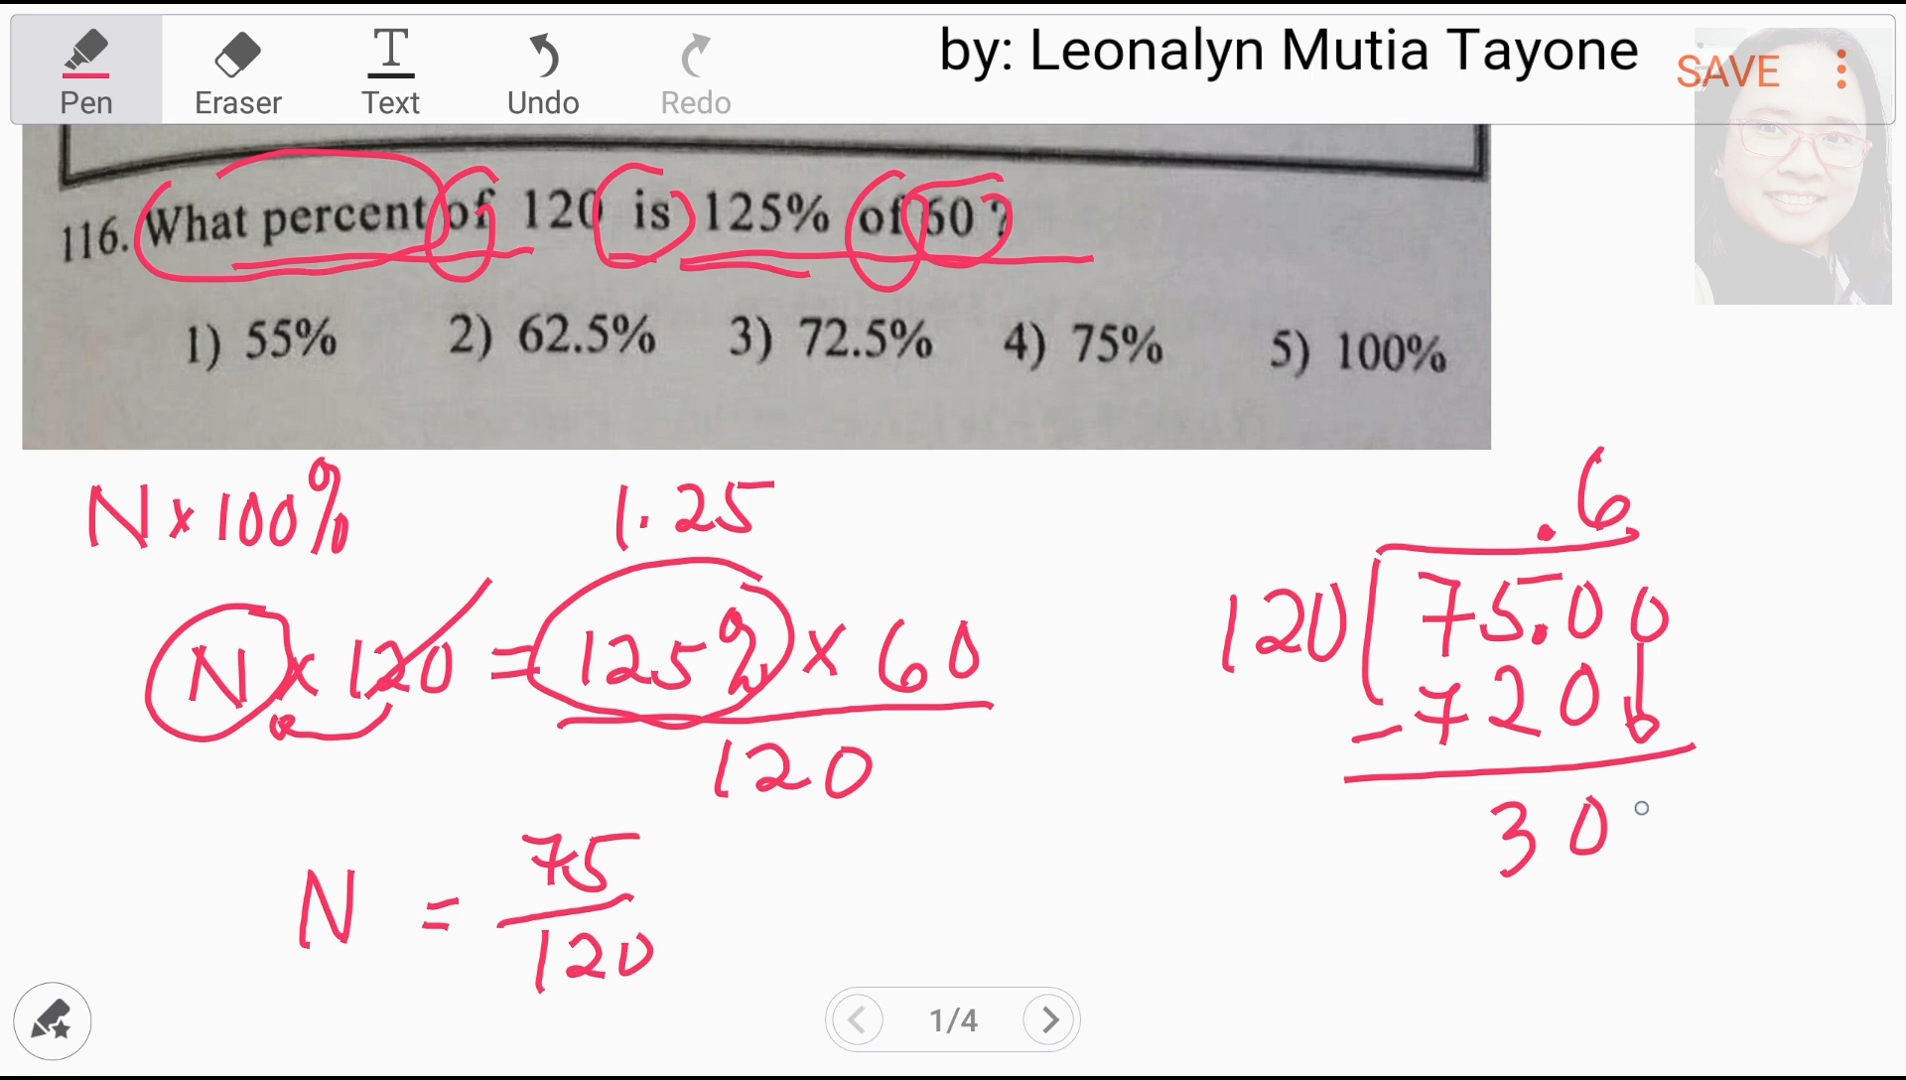 Pen Eraser Text Undo Redo by: Leonalyn Mutia Tayone SAVE
116. What percent of 120 is 125% of 60?
1) 55% 2) 62.5% 3) 72.5% 4) 75% 5) 100%
N x 100%
1.25
N x 120 = 125% x 60
120
N = 75
120
.6
120 75.00
- 720
30
1/4